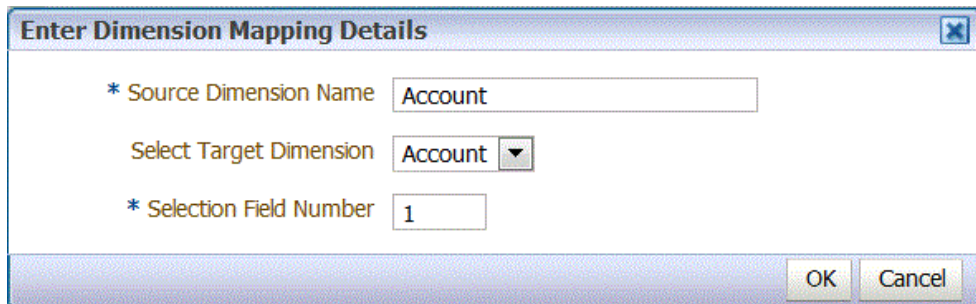 Enter Dimension Mapping Details
* Source Dimension Name Account
Select Target Dimension Account
* Selection Field Number 1
OK Cancel